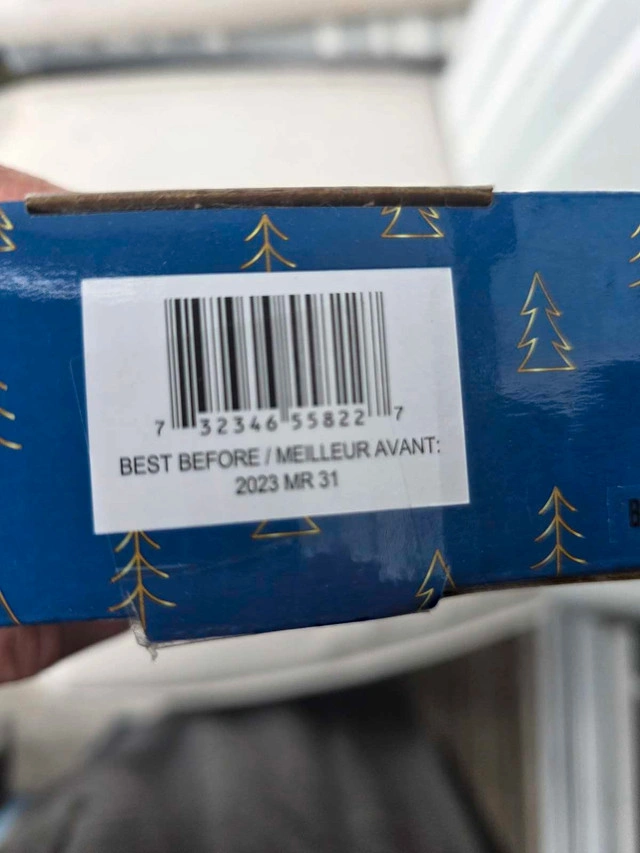 7 32346 55822 7
BEST BEFORE / MEILLEUR AVANT:
2023 MR 31